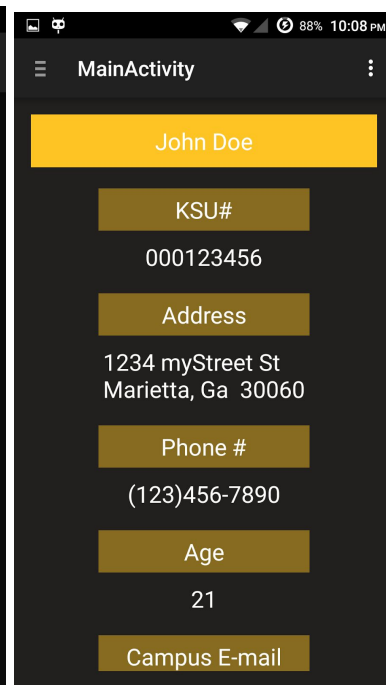 88% 10:08 PM
MainActivity
John Doe
KSU#
000123456
Address
1234 myStreet St
Marietta, Ga  30060
Phone #
(123)456-7890
Age
21
Campus E-mail